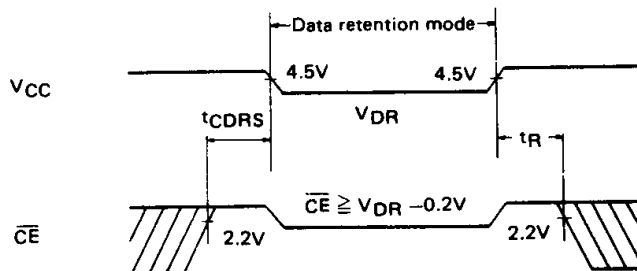 Data retention mode
4.5V 4.5V
VCC
tCDRS VDR tR
CE ≧ VDR −0.2V
2.2V 2.2V
CE